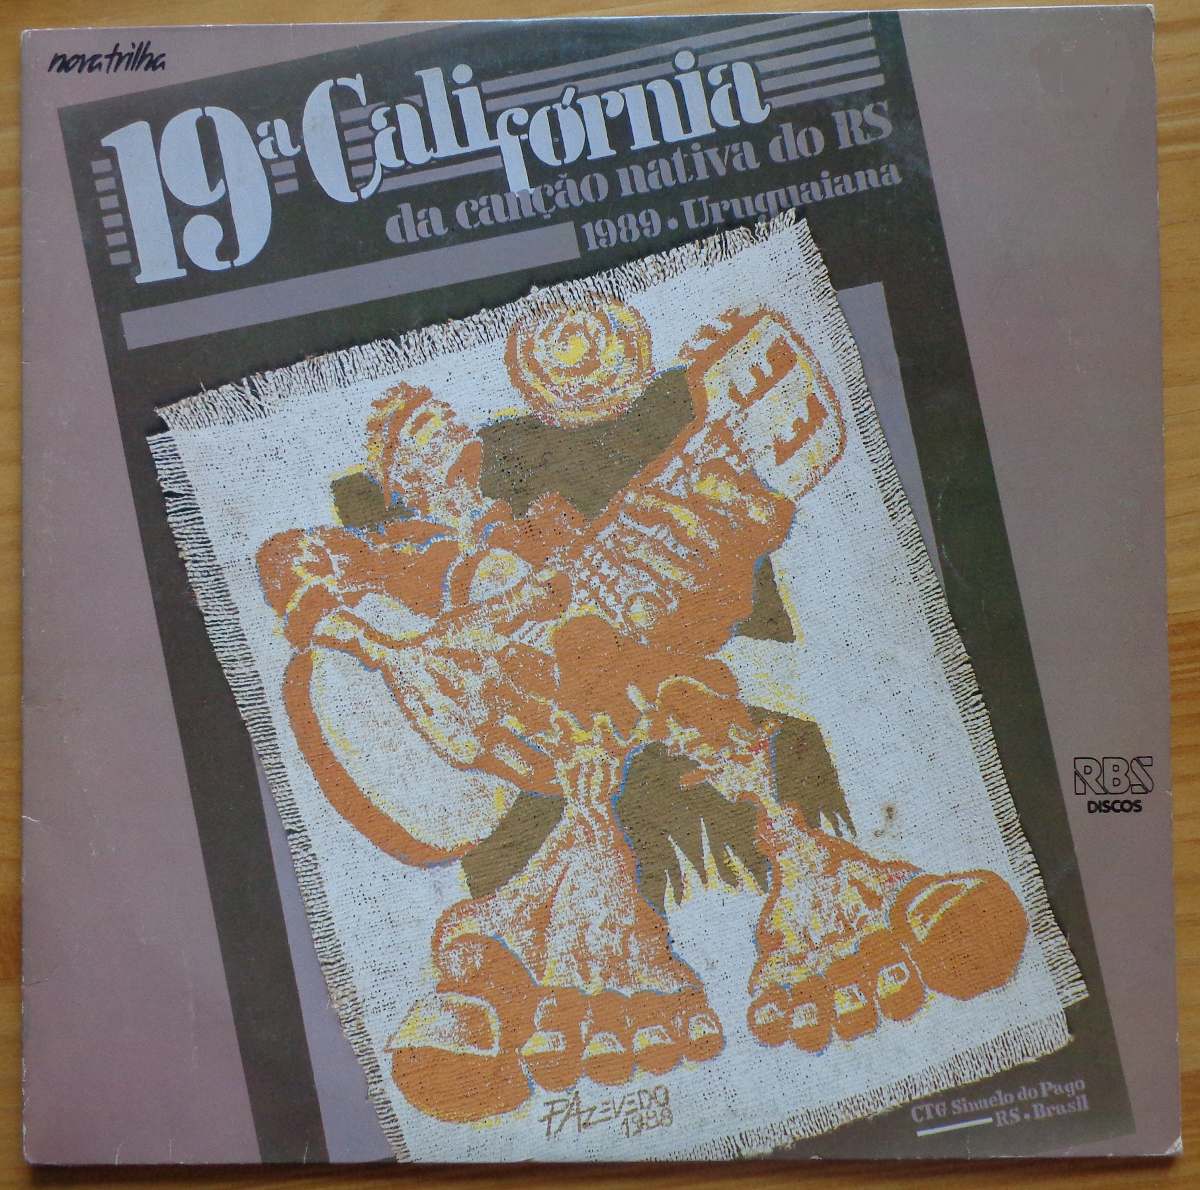 novatrilha
19ª Califórnia
da canção nativa do RS
1989 • Uruguaiana
RBS
DISCOS
PAZEVEDO
1988
CTG Sinuelo do Pago
RS • Brasil